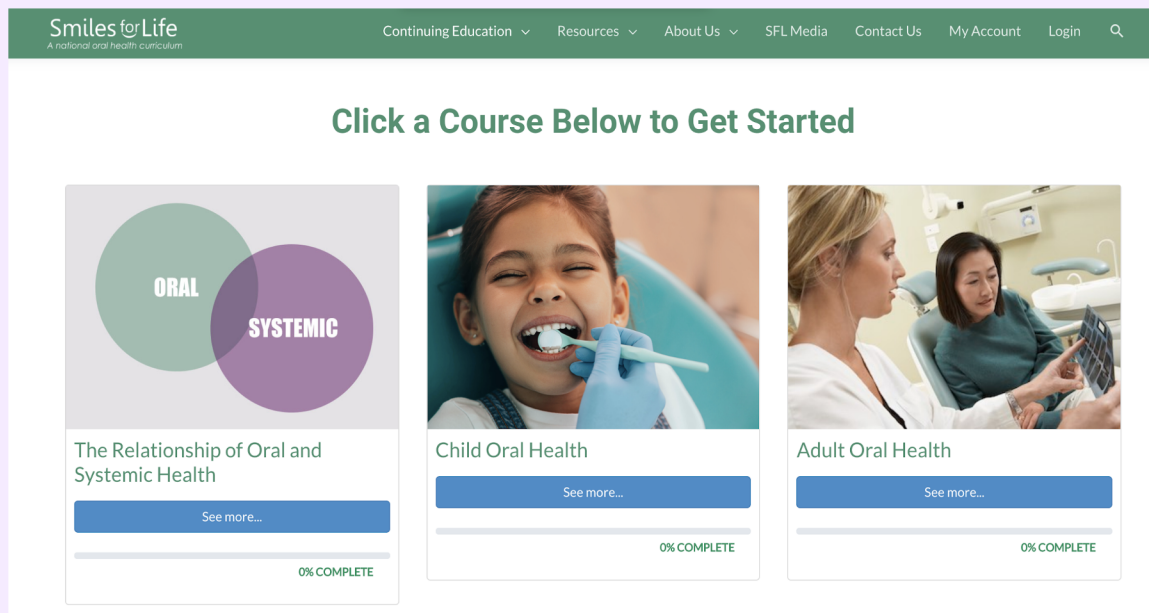 Smiles for Life
A national oral health curriculum
Continuing Education
Resources
About Us
SFL Media
Contact Us
My Account
Login
Click a Course Below to Get Started
ORAL
SYSTEMIC
The Relationship of Oral and
Systemic Health
See more...
0% COMPLETE
Child Oral Health
See more...
0% COMPLETE
Adult Oral Health
See more...
0% COMPLETE